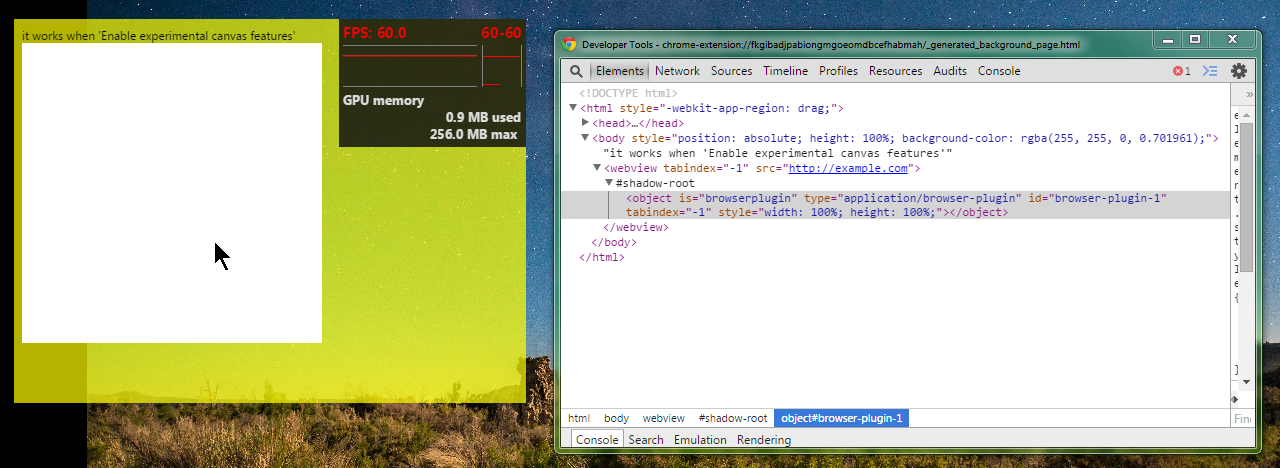 it works when 'Enable experimental canvas features'
FPS: 60.0 60-60
GPU memory
0.9 MB used
256.0 MB max
Developer Tools - chrome-extension://fkgibadjpabiongmgoeomdbcefhabmah/_generated_background_page.html
Elements Network Sources Timeline Profiles Resources Audits Console 1
<!DOCTYPE html>
<html style="-webkit-app-region: drag;">
<head>…</head>
<body style="position: absolute; height: 100%; background-color: rgba(255, 255, 0, 0.701961);">
"it works when 'Enable experimental canvas features'"
<webview tabindex="-1" src="http://example.com">
#shadow-root
<object is="browserplugin" type="application/browser-plugin" id="browser-plugin-1"
tabindex="-1" style="width: 100%; height: 100%;"></object>
</webview>
</body>
</html>
html body webview #shadow-root object#browser-plugin-1
Console Search Emulation Rendering